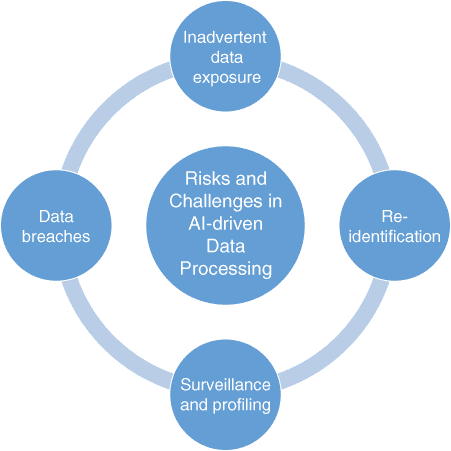 Inadvertent
data
exposure
Risks and
Challenges in
AI-driven
Data
Processing
Data
breaches
Re-
identification
Surveillance
and profiling